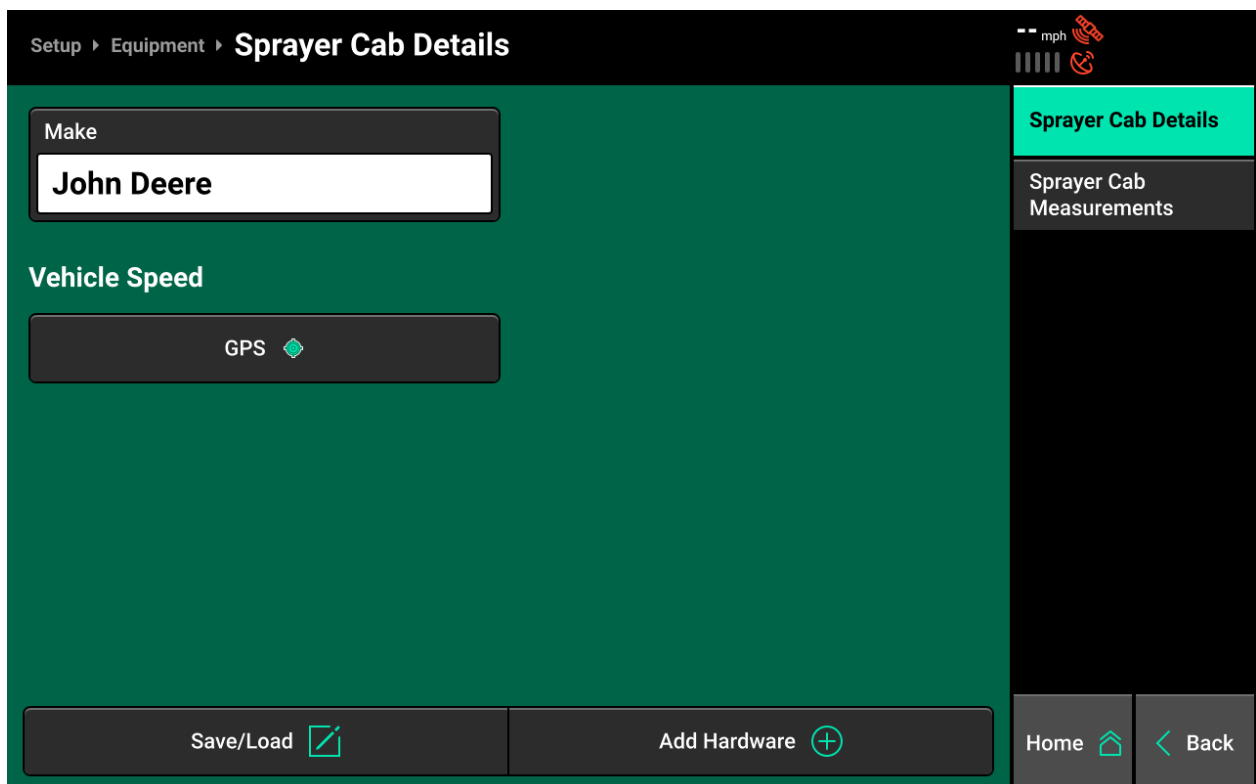 Setup ▸ Equipment ▸ Sprayer Cab Details
-- mph
Sprayer Cab Details
Sprayer Cab
Measurements
Make
John Deere
Vehicle Speed
GPS
Save/Load
Add Hardware
Home
Back